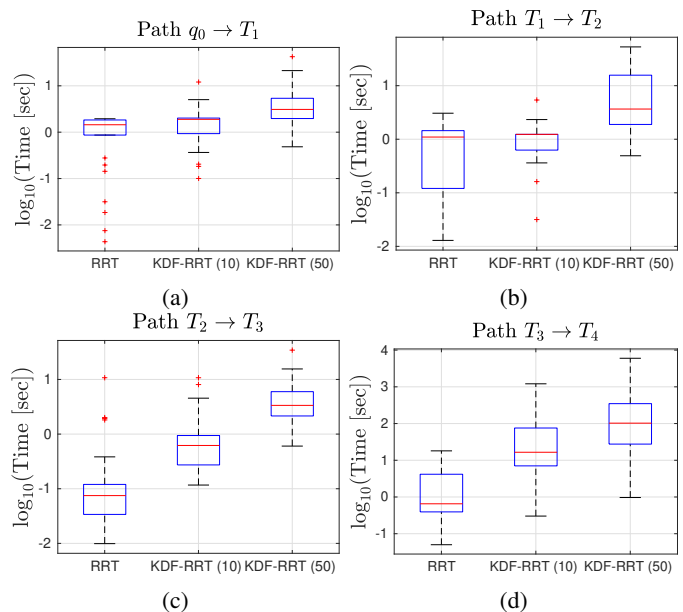 Path q₀ → T₁
log₁₀(Time [sec])
1
0
-1
-2
RRT KDF-RRT (10) KDF-RRT (50)
(a)
Path T₁ → T₂
log₁₀(Time [sec])
1
0
-1
-2
RRT KDF-RRT (10) KDF-RRT (50)
(b)
Path T₂ → T₃
log₁₀(Time [sec])
1
0
-1
-2
RRT KDF-RRT (10) KDF-RRT (50)
(c)
Path T₃ → T₄
log₁₀(Time [sec])
4
3
2
1
0
-1
RRT KDF-RRT (10) KDF-RRT (50)
(d)